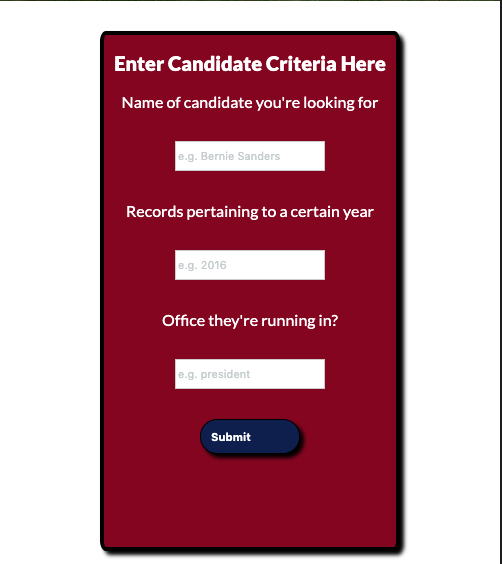 Enter Candidate Criteria Here
Name of candidate you're looking for
e.g. Bernie Sanders
Records pertaining to a certain year
e.g. 2016
Office they're running in?
e.g. president
Submit